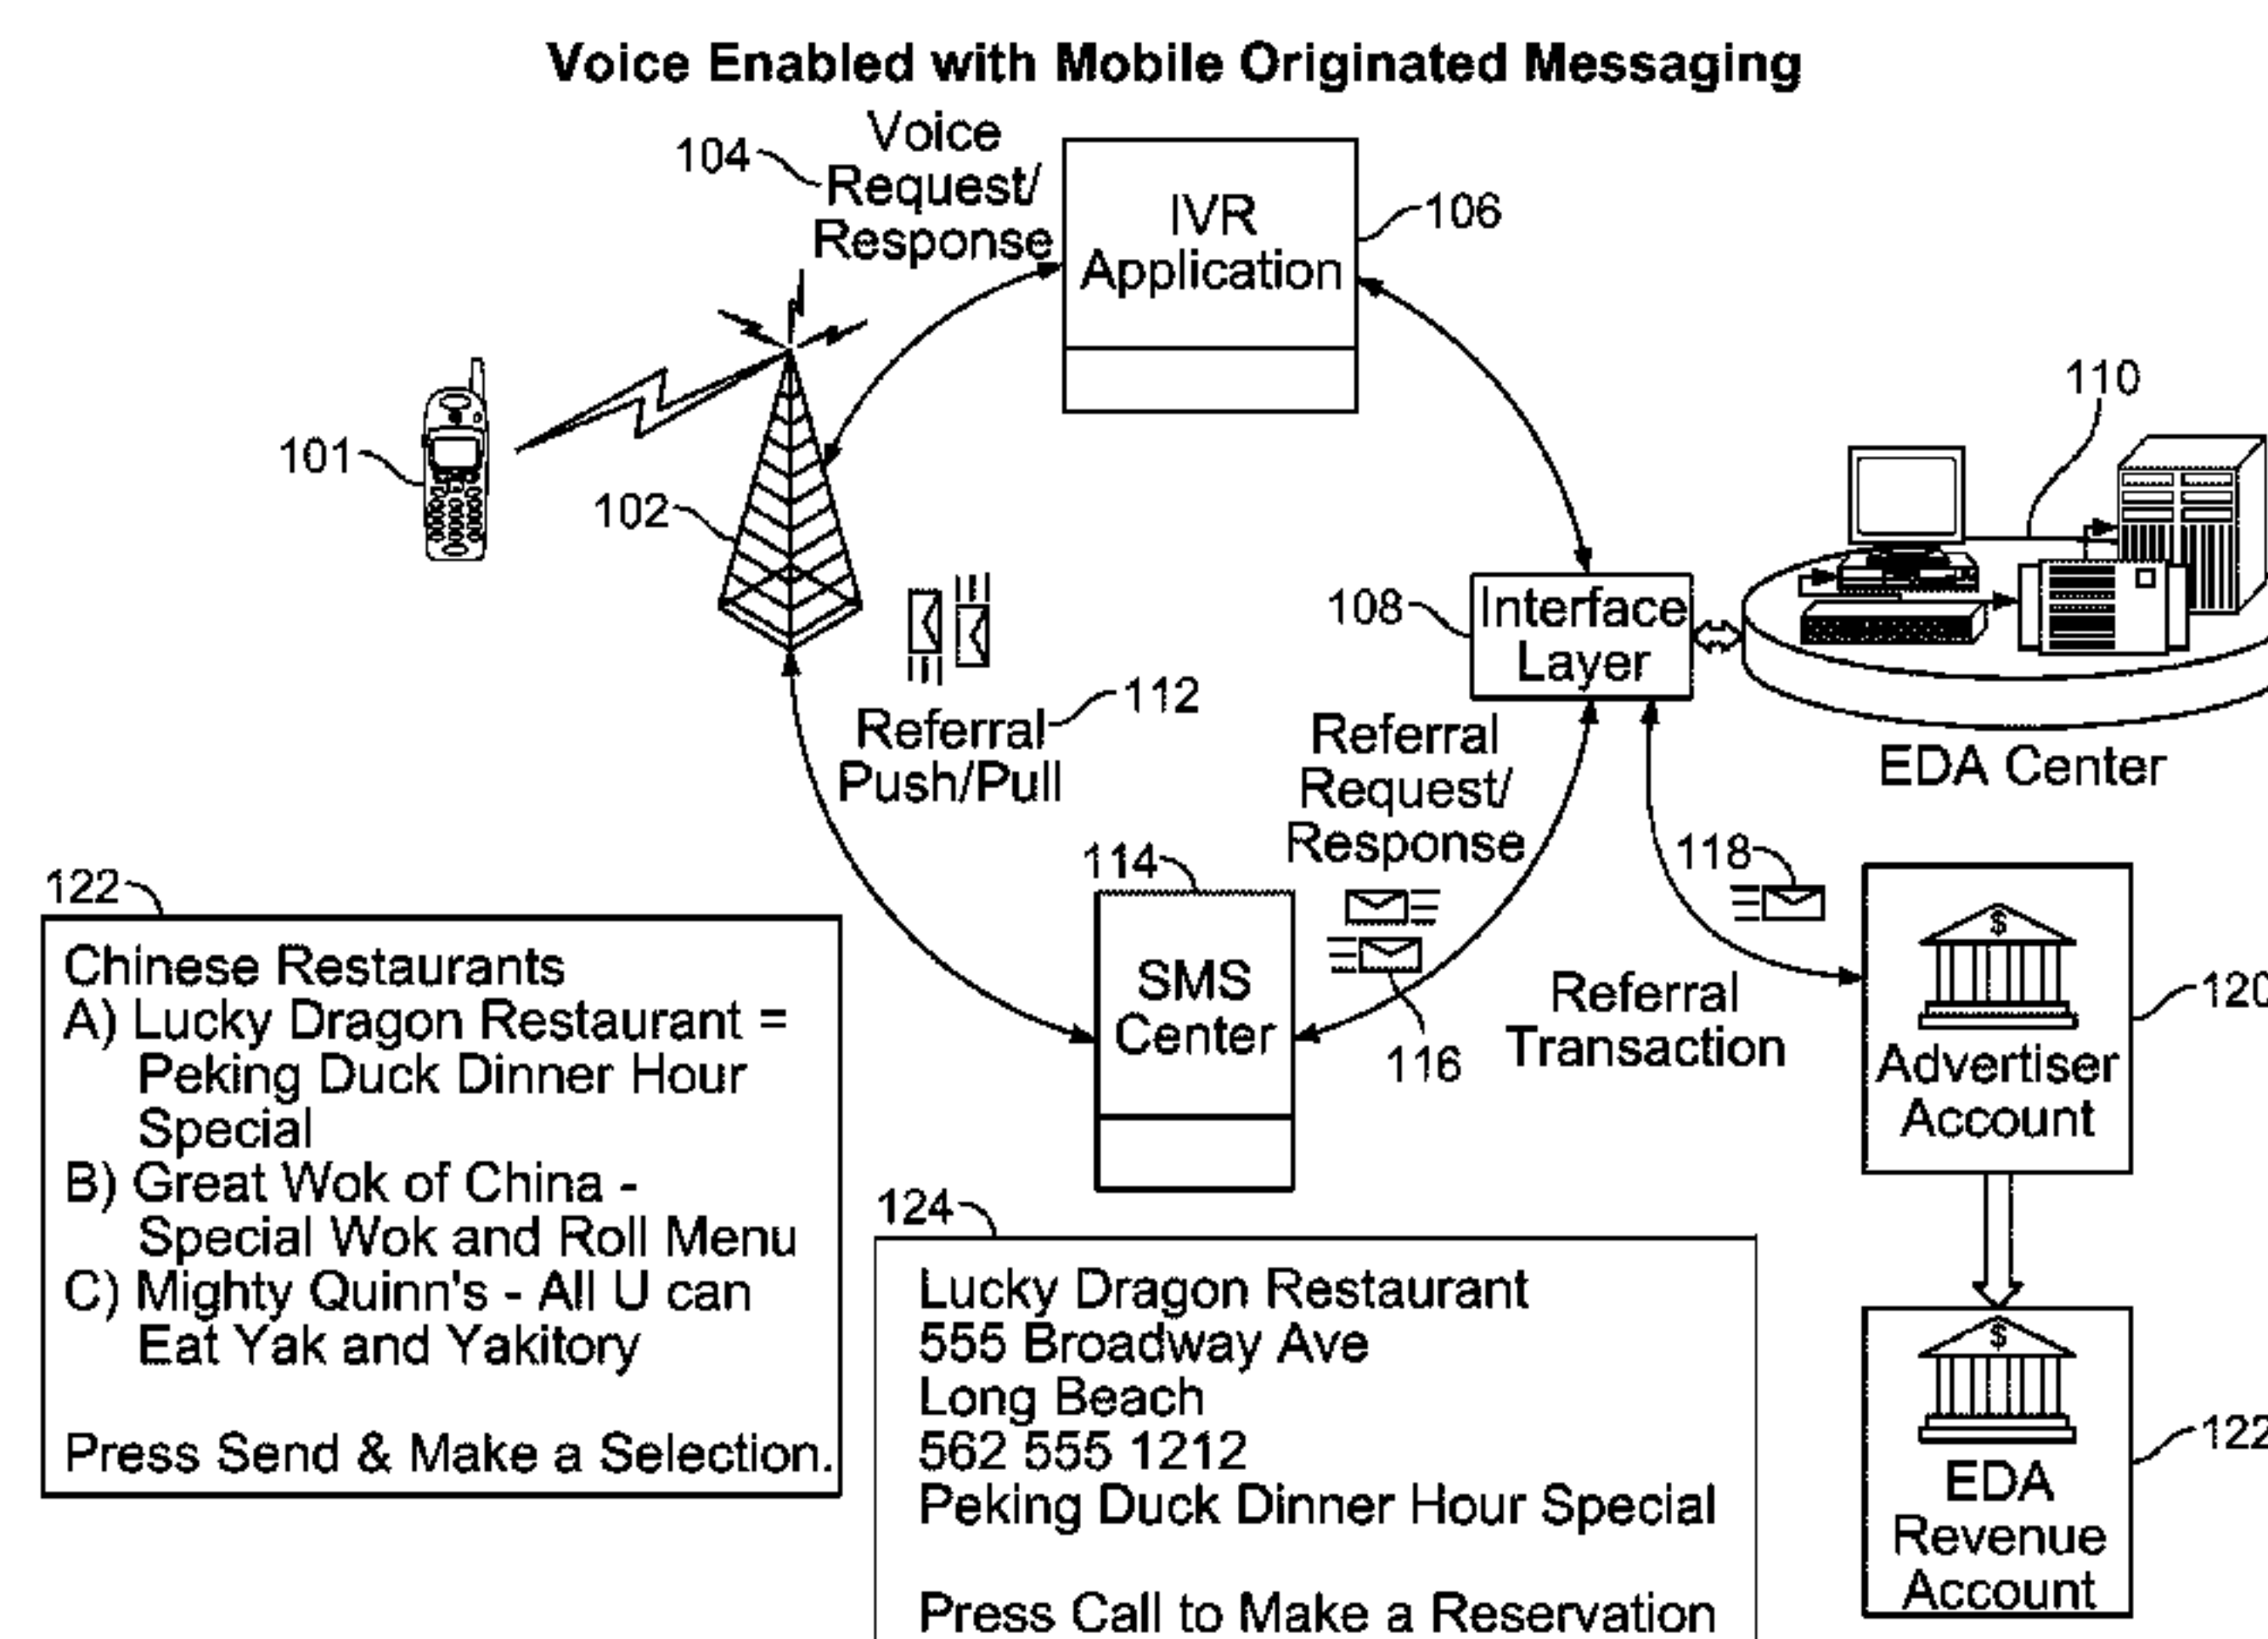 Voice Enabled with Mobile Originated Messaging
104
Voice
Request/
Response
IVR
Application
106
101
102
110
108
Interface
Layer
EDA Center
112
Referral
Push/Pull
Referral
Request/
Response
114
SMS
Center
116
118
Referral
Transaction
Advertiser
Account
120
EDA
Revenue
Account
122
122
Chinese Restaurants
A) Lucky Dragon Restaurant =
Peking Duck Dinner Hour
Special
B) Great Wok of China -
Special Wok and Roll Menu
C) Mighty Quinn's - All U can
Eat Yak and Yakitory
Press Send & Make a Selection.
124
Lucky Dragon Restaurant
555 Broadway Ave
Long Beach
562 555 1212
Peking Duck Dinner Hour Special
Press Call to Make a Reservation